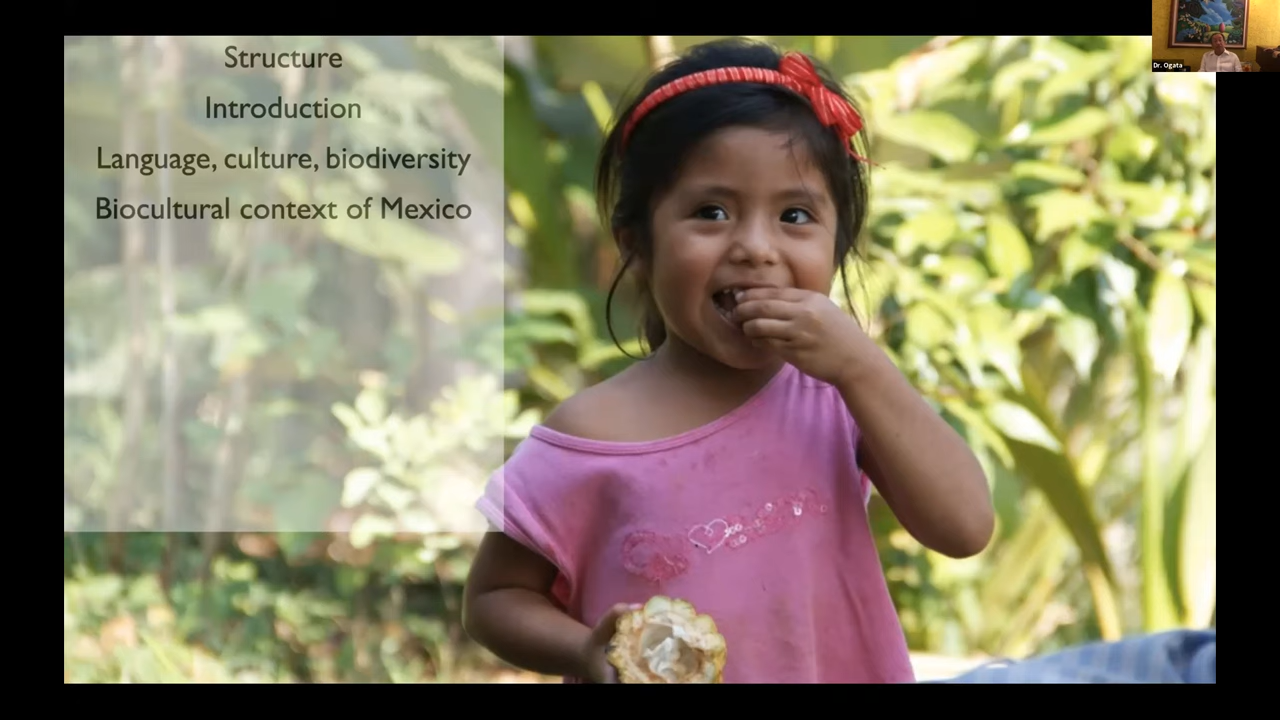 Structure
Introduction
Language, culture, biodiversity
Biocultural context of Mexico
Dr. Ogata